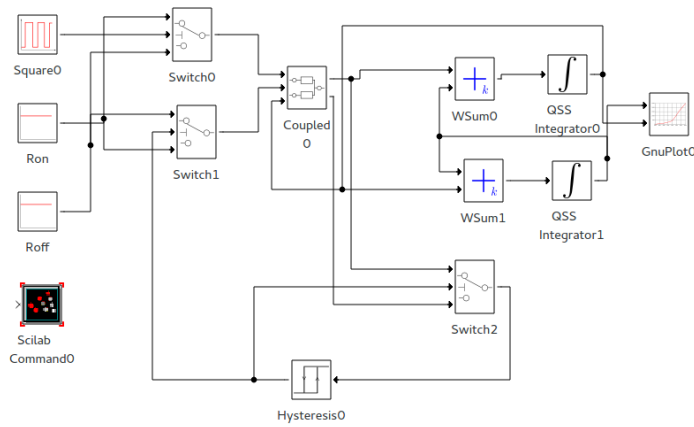 Square0
Switch0
Ron
Switch1
Roff
Coupled
0
k
WSum0
QSS
Integrator0
GnuPlot0
k
WSum1
QSS
Integrator1
Scilab
Command0
Switch2
Hysteresis0